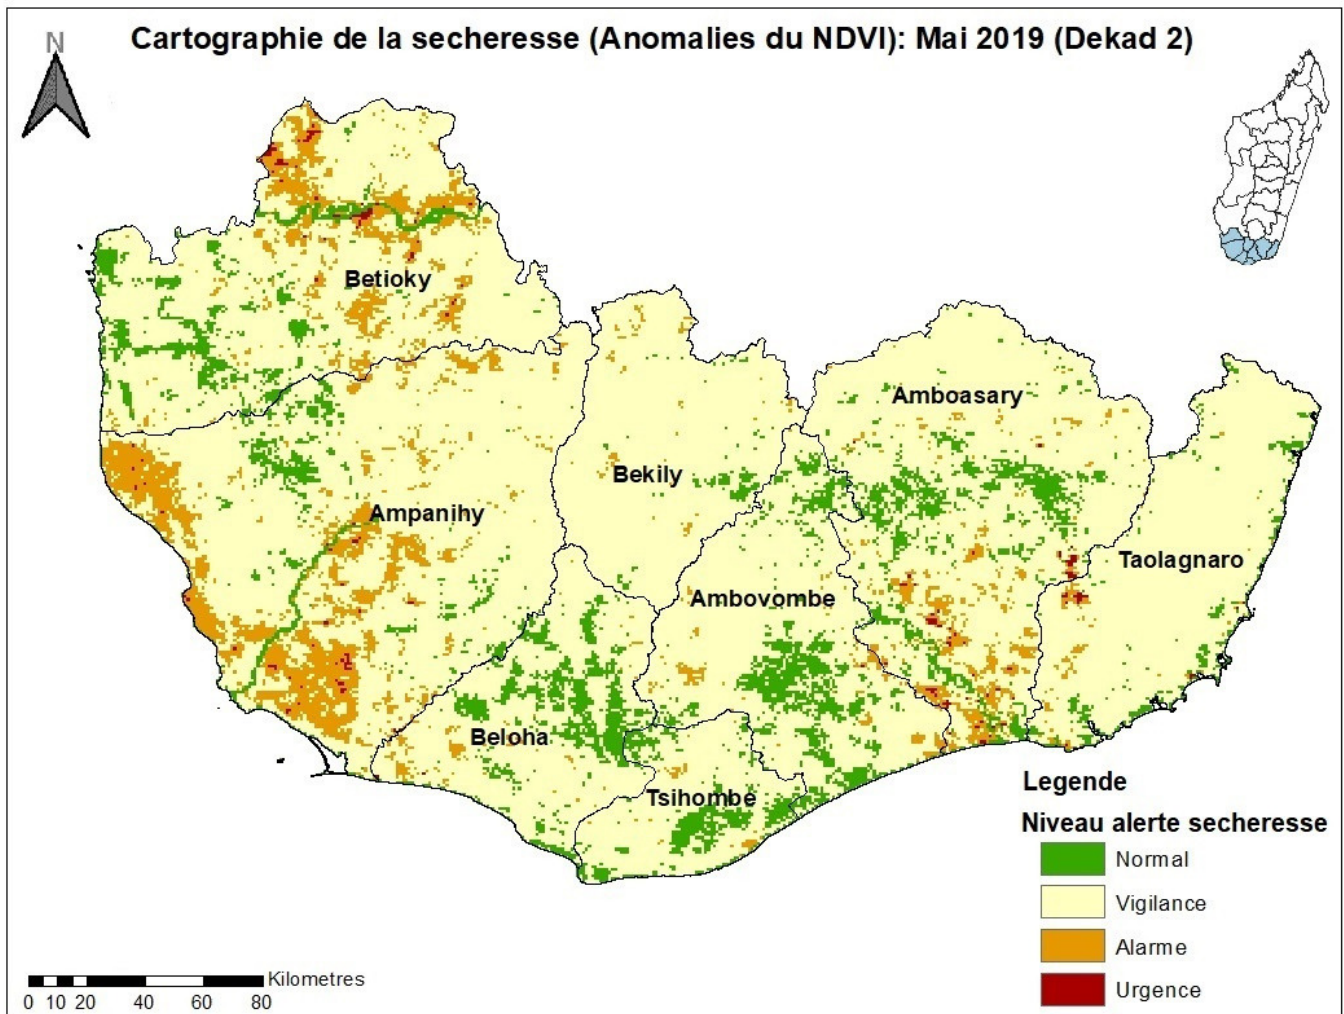 Cartographie de la secheresse (Anomalies du NDVI): Mai 2019 (Dekad 2)
N
Betioky
Amboasary
Bekily
Ampanihy
Taolagnaro
Ambovombe
Beloha
Tsihombe
Legende
Niveau alerte secheresse
Normal
Vigilance
Alarme
Urgence
Kilometres
0 10 20 40 60 80